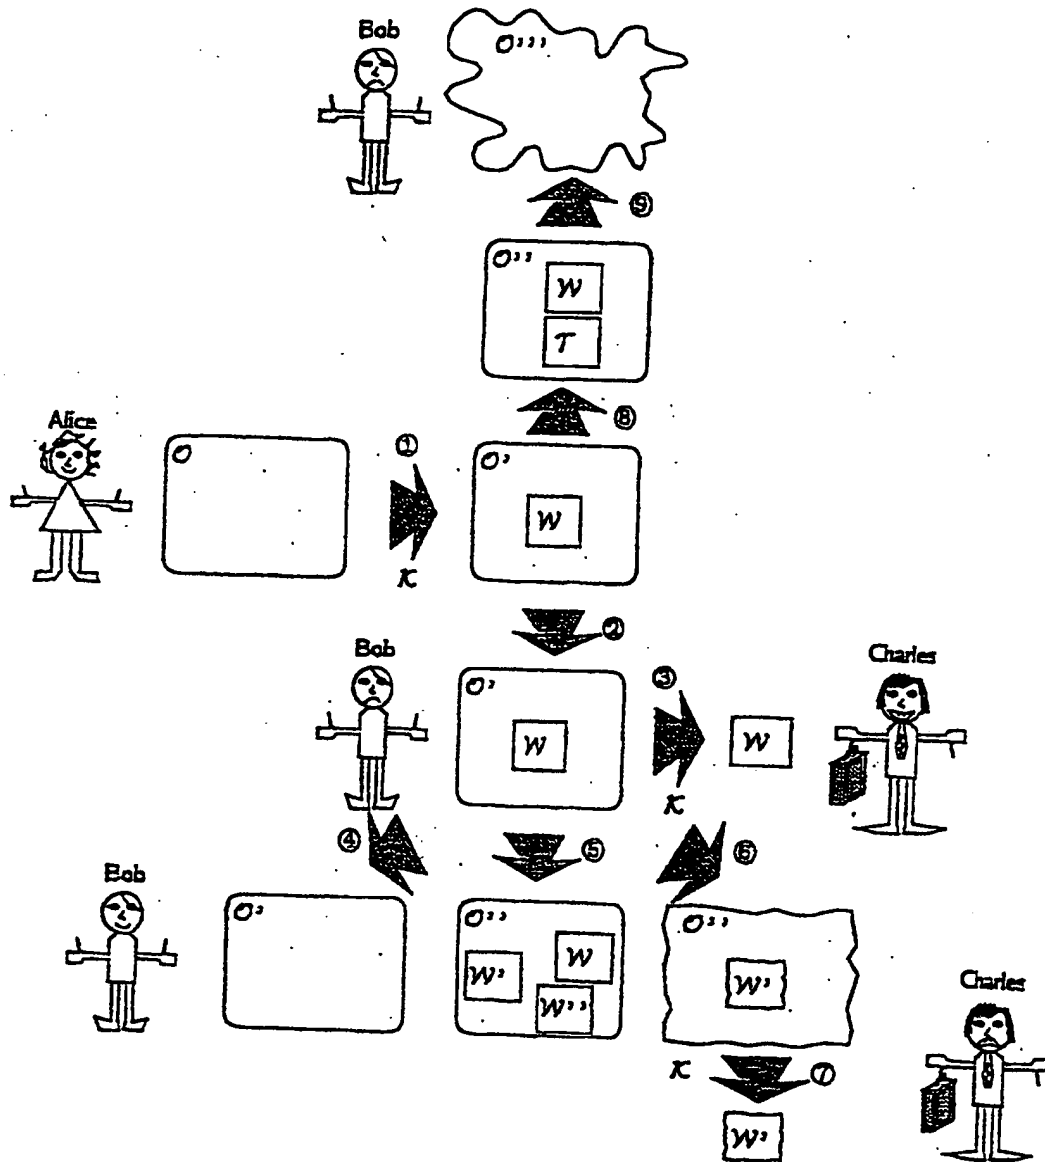 Bob
O'''
⑨
O''
W
T
Alice
⑧
①
O
O'
W
K
②
Bob
Charles
O'
③
W
W
K
④
⑤
⑥
Bob
O'
O''
O''
W
W'
W'
W''
Charles
K
⑦
W'